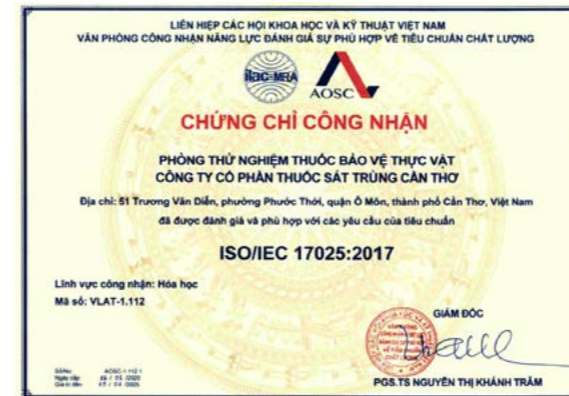 LIÊN HIỆP CÁC HỘI KHOA HỌC VÀ KỸ THUẬT VIỆT NAM
VĂN PHÒNG CÔNG NHẬN NĂNG LỰC ĐÁNH GIÁ SỰ PHÙ HỢP VỀ TIÊU CHUẨN CHẤT LƯỢNG
ilac-MRA
AOSC
CHỨNG CHỈ CÔNG NHẬN
PHÒNG THỬ NGHIỆM THUỐC BẢO VỆ THỰC VẬT
CÔNG TY CỔ PHẦN THUỐC SÁT TRÙNG CẦN THƠ
Địa chỉ: 51 Trương Văn Diễn, phường Phước Thới, quận Ô Môn, thành phố Cần Thơ, Việt Nam
đã được đánh giá và phù hợp với các yêu cầu của tiêu chuẩn
ISO/IEC 17025:2017
Lĩnh vực công nhận: Hóa học
Mã số: VLAT-1.112
GIÁM ĐỐC
PGS.TS NGUYỄN THỊ KHÁNH TRÂM